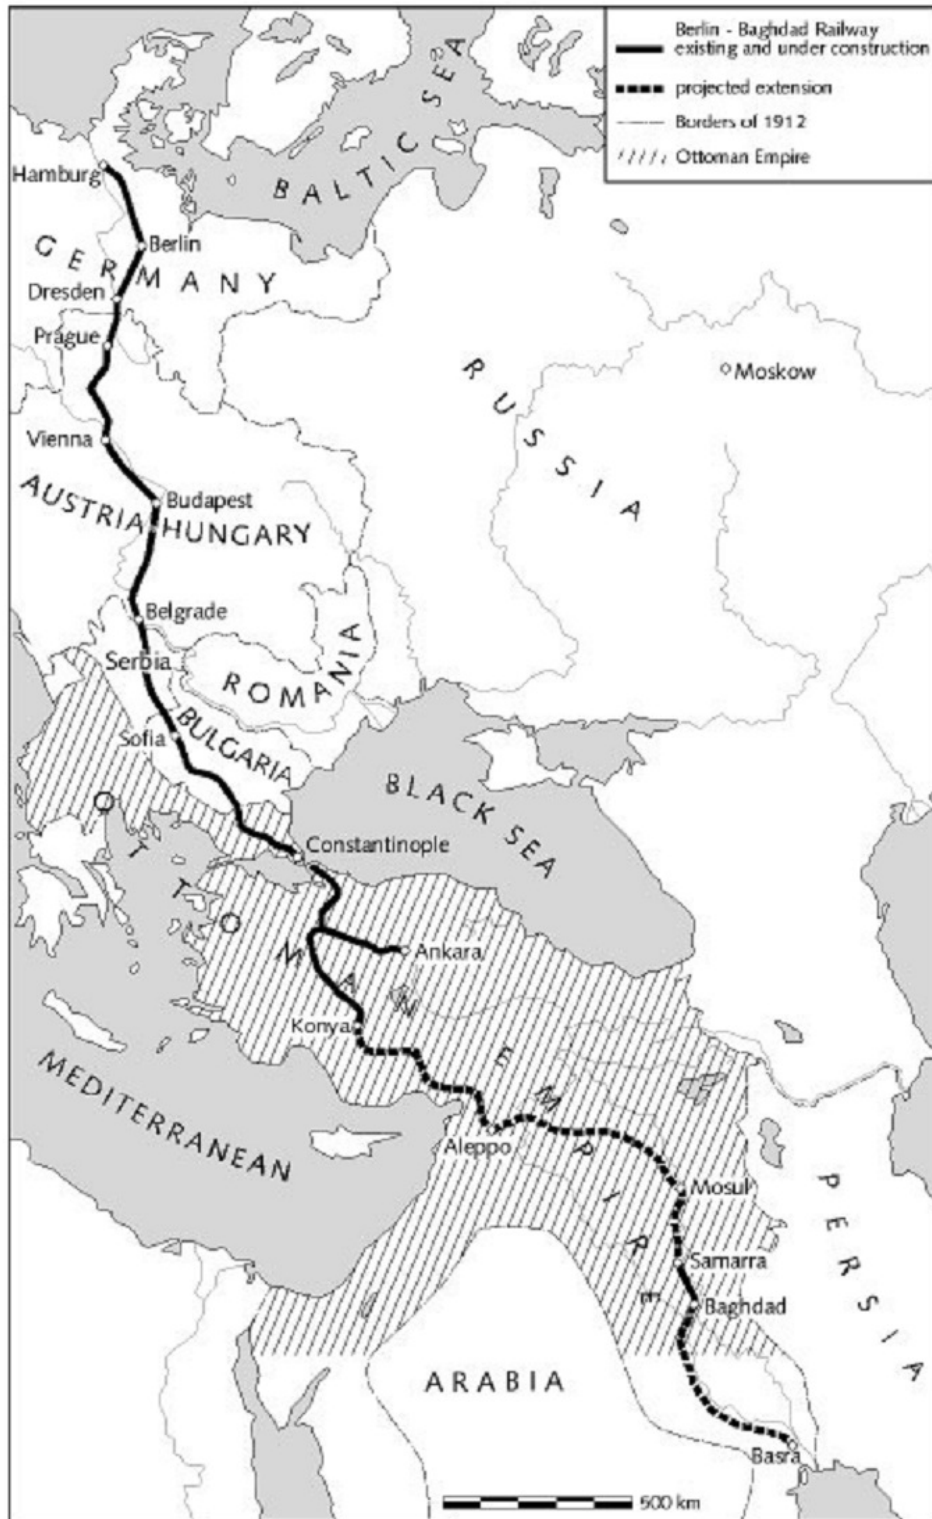 Berlin - Baghdad Railway
existing and under construction
projected extension
Borders of 1912
Ottoman Empire
BALTIC SEA
Hamburg
Berlin
GERMANY
Dresden
Prague
Moskow
RUSSIA
Vienna
Budapest
AUSTRIA HUNGARY
Belgrade
Serbia
ROMANIA
BULGARIA
Sofia
BLACK SEA
Constantinople
OTTOMAN EMPIRE
Ankara
Konya
MEDITERRANEAN
Aleppo
Mosul
PERSIA
Samarra
Baghdad
ARABIA
Basra
500 km